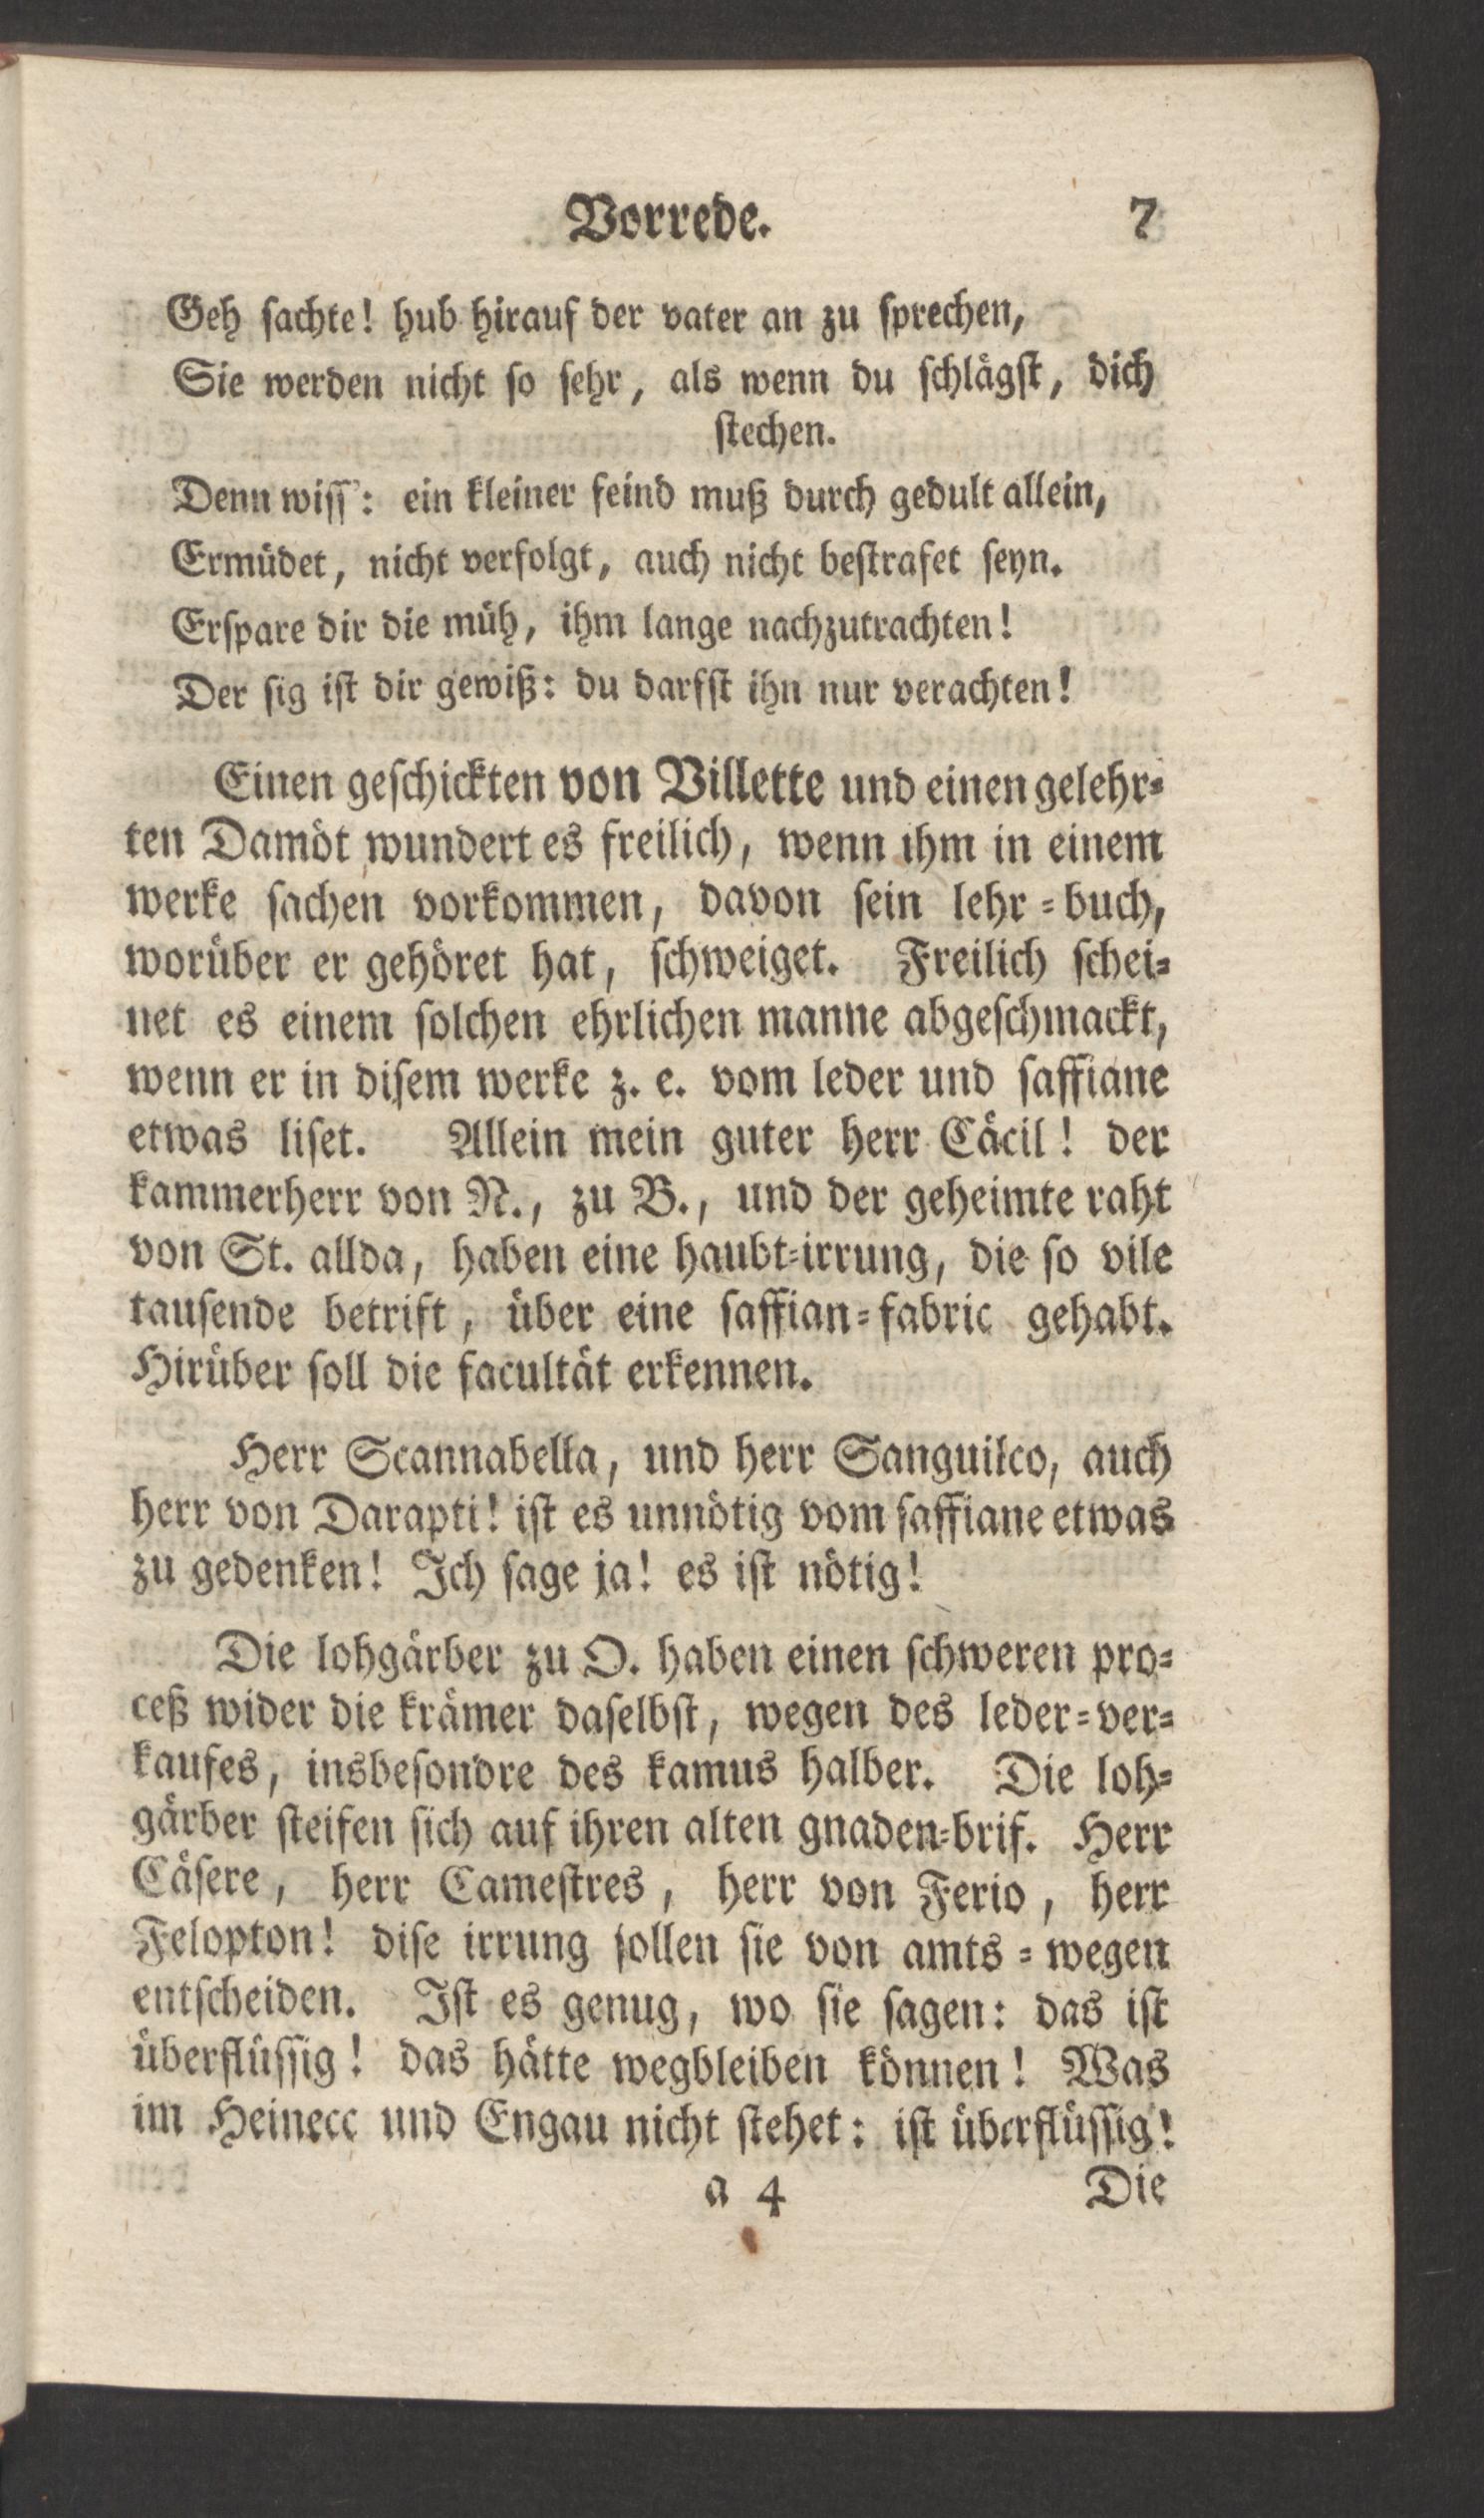 Vorrede. 7
Geh ſachte! hub hirauf der vater an zu ſprechen,
Sie werden nicht ſo ſehr, als wenn du ſchlägſt, dich
ſtechen.
Denn wiſſ': ein kleiner feind muß durch gedult allein,
Ermüdet, nicht verfolgt, auch nicht beſtrafet ſeyn.
Erſpare dir die müh, ihm lange nachzutrachten!
Der ſig iſt dir gewiß: du darfſt ihn nur verachten!
Einen geſchickten von Villette und einen gelehr⸗
ten Damöt wundert es freilich, wenn ihm in einem
werke ſachen vorkommen, davon ſein lehr⸗buch,
worüber er gehöret hat, ſchweiget. Freilich ſchei⸗
net es einem ſolchen ehrlichen manne abgeſchmackt,
wenn er in diſem werke z. e. vom leder und ſaffiane
etwas liſet. Allein mein guter herr Cäcil! der
kammerherr von N., zu B., und der geheimte raht
von St. allda, haben eine haubt⸗irrung, die ſo vile
tauſende betrift, über eine ſaffian⸗fabric gehabt.
Hirüber ſoll die facultät erkennen.
Herr Scannabella, und herr Sanguilco, auch
herr von Darapti! iſt es unnötig vom ſaffiane etwas
zu gedenken! Ich ſage ja! es iſt nötig!
Die lohgärber zu O. haben einen ſchweren pro⸗
ceß wider die krämer daſelbſt, wegen des leder⸗ver⸗
kaufes, insbeſondre des kamus halber. Die loh⸗
gärber ſteifen ſich auf ihren alten gnaden⸗brif. Herr
Cäſere, herr Cameſtres, herr von Ferio, herr
Felopton! diſe irrung ſollen ſie von amts⸗wegen
entſcheiden. Iſt es genug, wo ſie ſagen: das iſt
überflüſſig! das hätte wegbleiben können! Was
im Heinecc und Engau nicht ſtehet: iſt überflüſſig!
a 4 Die